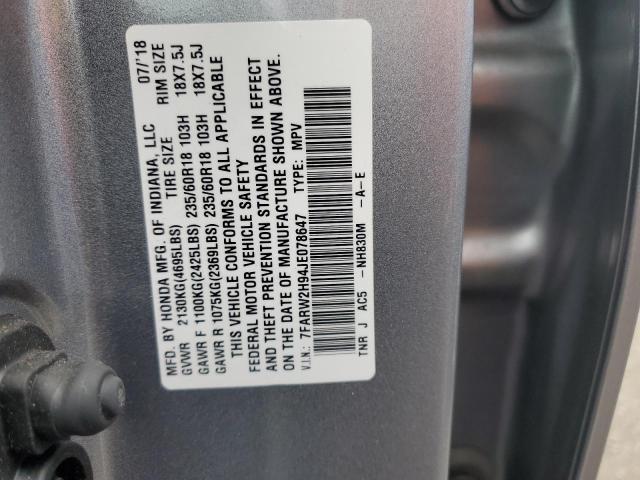 MFD. BY HONDA MFG. OF INDIANA, LLC 07/'18
TIRE SIZE RIM SIZE
GVWR 2130KG(4695LBS)
GAWR F 1100KG(2425LBS) 235/60R18 103H 18X7.5J
GAWR R 1075KG(2369LBS) 235/60R18 103H 18X7.5J
THIS VEHICLE CONFORMS TO ALL APPLICABLE
FEDERAL MOTOR VEHICLE SAFETY
AND THEFT PREVENTION STANDARDS IN EFFECT
ON THE DATE OF MANUFACTURE SHOWN ABOVE.
V.I.N.: 7FARW2H94JE078647 TYPE: MPV
TNR J AC5 -NH830M -A-E